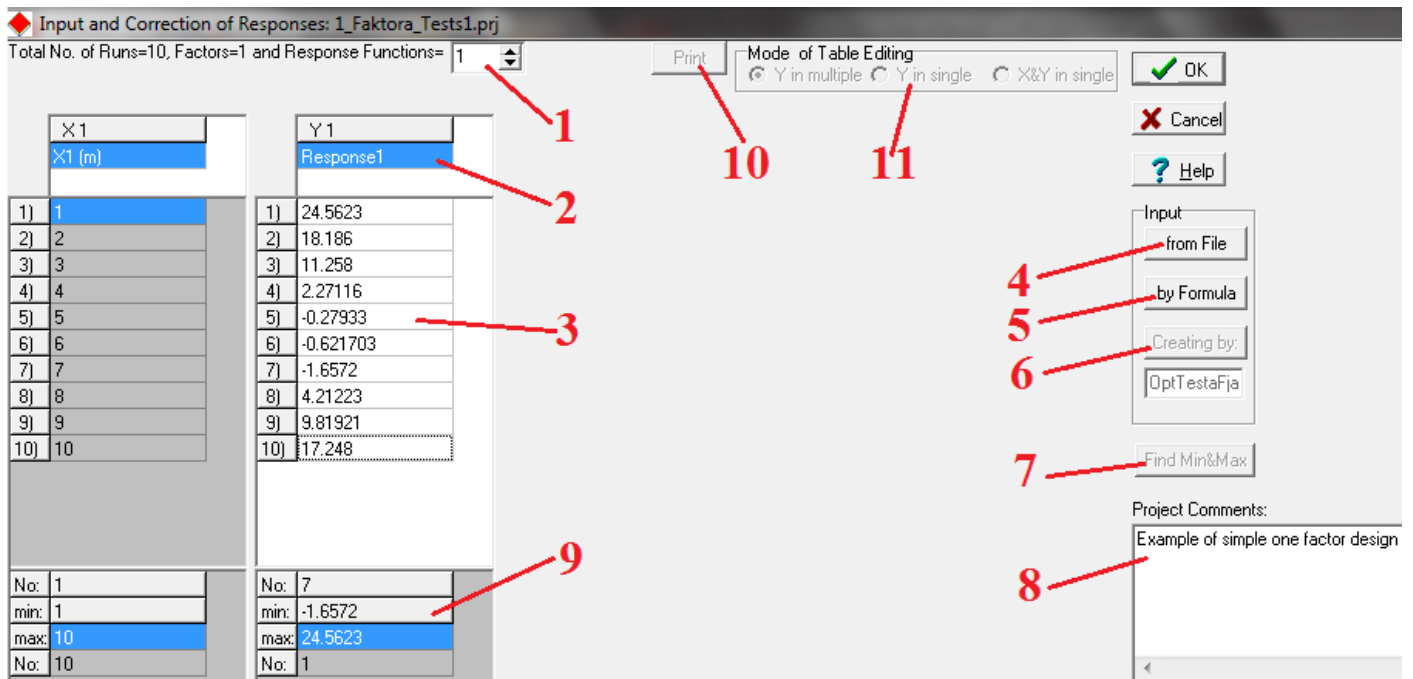 Input and Correction of Responses: 1_Faktora_Tests1.prj
Total No. of Runs=10, Factors=1 and Response Functions= 1
Print
Mode of Table Editing
Y in multiple Y in single X&Y in single
OK
Cancel
Help
1
10
11
X1 Y1
X1 (m) Response1
2
1) 1 1) 24.5623
2) 2 2) 18.186
3) 3 3) 11.258
4) 4 4) 2.27116
5) 5 5) -0.27933
6) 6 6) -0.621703
7) 7 7) -1.6572
8) 8 8) 4.21223
9) 9 9) 9.81921
10) 10 10) 17.248
3
Input
from File
4
by Formula
5
Creating by:
6
OptTestaFja
Find Min&Max
7
Project Comments:
Example of simple one factor design
8
9
No: 1 No: 7
min: 1 min: -1.6572
max: 10 max: 24.5623
No: 10 No: 1